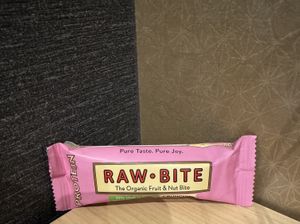 PROTEIN
Pure Taste. Pure Joy.
RAW•BITE
The Organic Fruit & Nut Bite